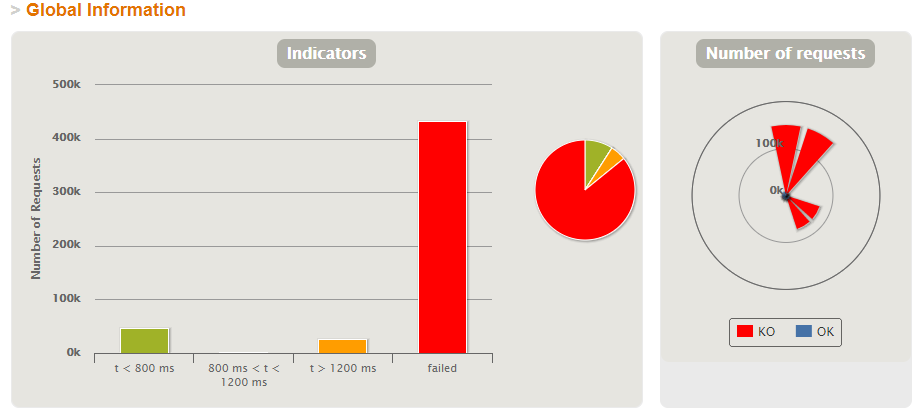 > Global Information
Indicators
Number of Requests
500k
400k
300k
200k
100k
0k
t < 800 ms
800 ms < t <
1200 ms
t > 1200 ms
failed
Number of requests
100k
0k
KO
OK